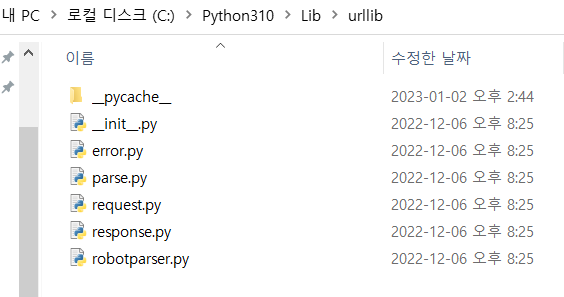 내 PC > 로컬 디스크 (C:) > Python310 > Lib > urllib
이름 수정한 날짜
__pycache__ 2023-01-02 오후 2:44
__init__.py 2022-12-06 오후 8:25
error.py 2022-12-06 오후 8:25
parse.py 2022-12-06 오후 8:25
request.py 2022-12-06 오후 8:25
response.py 2022-12-06 오후 8:25
robotparser.py 2022-12-06 오후 8:25